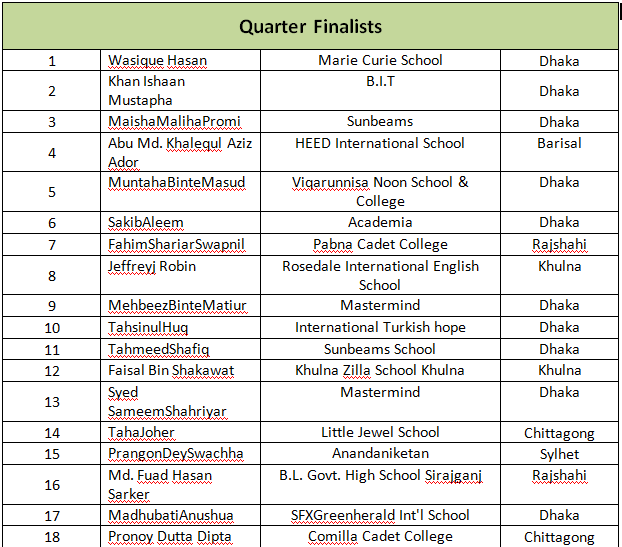 Quarter Finalists
1 Wasique Hasan Marie Curie School Dhaka
2 Khan Ishaan Mustapha B.I.T Dhaka
3 MaishaMalihaPromi Sunbeams Dhaka
4 Abu Md. Khalequl Aziz Ador HEED International School Barisal
5 MuntahaBinteMasud Viqarunnisa Noon School & College Dhaka
6 SakibAleem Academia Dhaka
7 FahimShariarSwapnil Pabna Cadet College Rajshahi
8 Jeffreyj Robin Rosedale International English School Khulna
9 MehbeezBinteMatiur Mastermind Dhaka
10 TahsinulHuq International Turkish hope Dhaka
11 TahmeedShafiq Sunbeams School Dhaka
12 Faisal Bin Shakawat Khulna Zilla School Khulna Khulna
13 Syed SameemShahriyar Mastermind Dhaka
14 TahaJoher Little Jewel School Chittagong
15 PrangonDeySwachha Anandaniketan Sylhet
16 Md. Fuad Hasan Sarker B.L. Govt. High School Sirajganj Rajshahi
17 MadhubatiAnushua SFXGreenherald Int'l School Dhaka
18 Pronoy Dutta Dipta Comilla Cadet College Chittagong